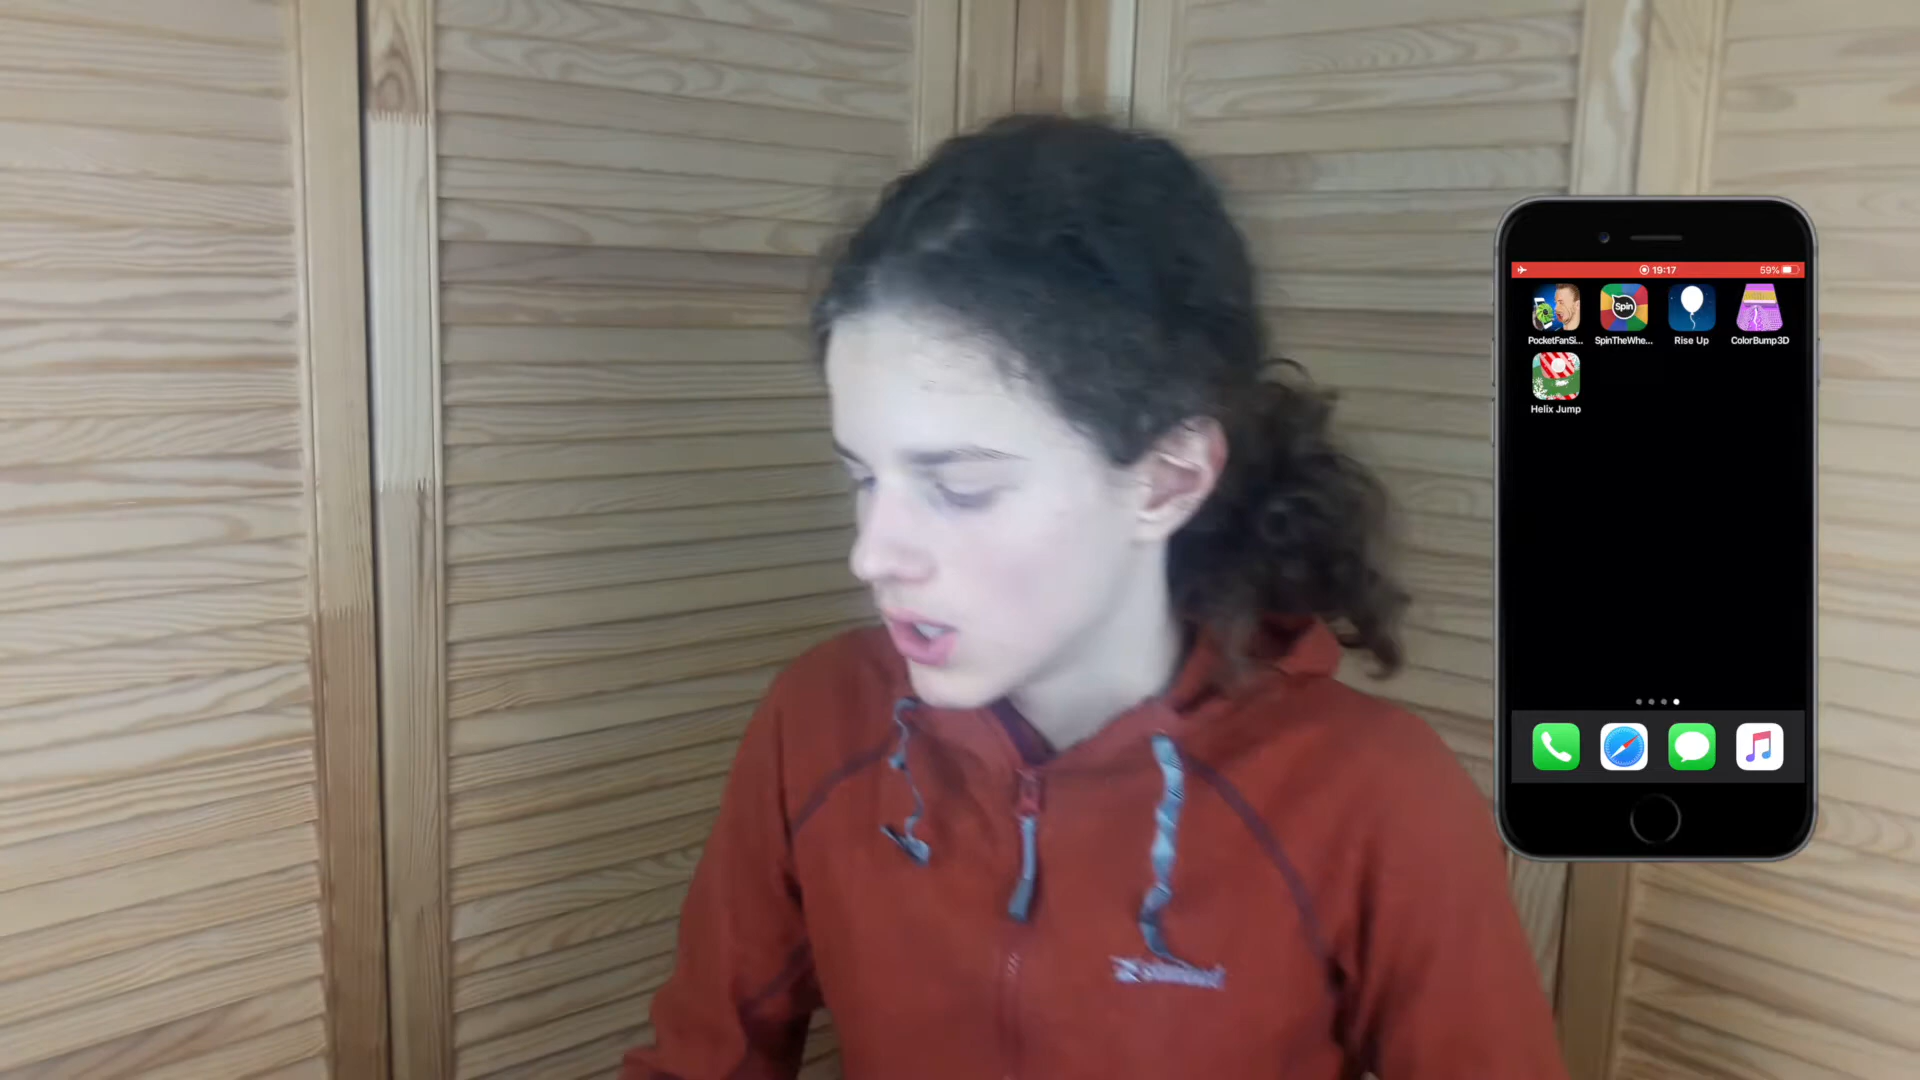 19:17
59%
Spin
PocketFanSi...
SpinTheWhe...
Rise Up
ColorBump3D
Helix Jump